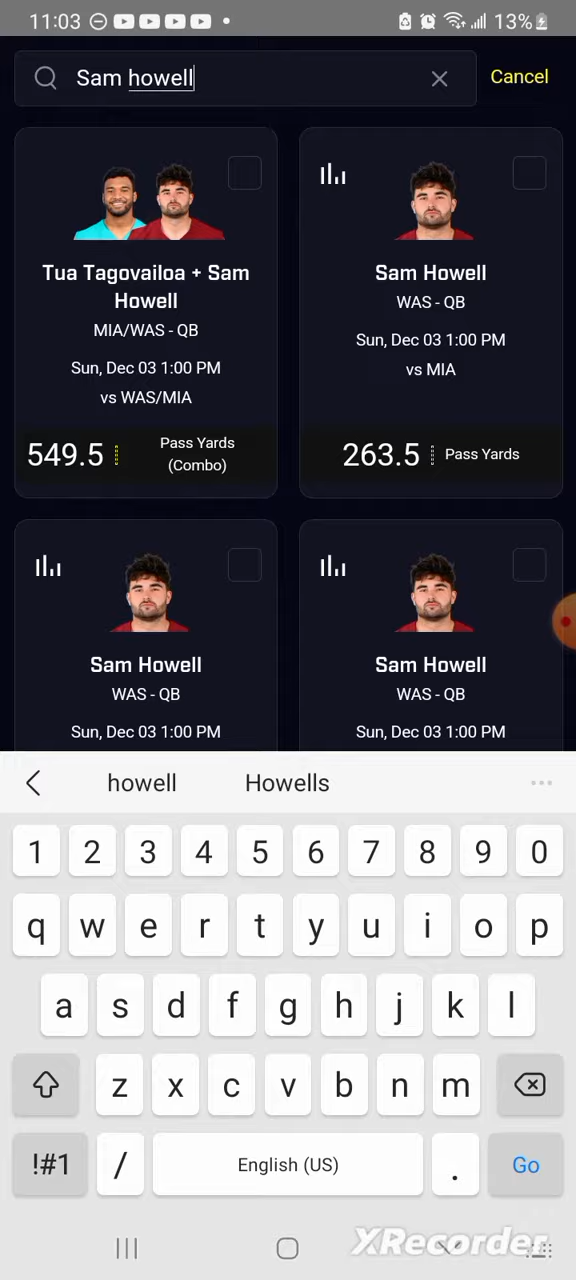 11:03
13%
Sam howell
Cancel
Tua Tagovailoa + Sam
Howell
MIA/WAS - QB
Sun, Dec 03 1:00 PM
vs WAS/MIA
549.5
Pass Yards
(Combo)
Sam Howell
WAS - QB
Sun, Dec 03 1:00 PM
vs MIA
263.5
Pass Yards
Sam Howell
WAS - QB
Sun, Dec 03 1:00 PM
Sam Howell
WAS - QB
Sun, Dec 03 1:00 PM
howell
Howells
1 2 3 4 5 6 7 8 9 0
q w e r t y u i o p
a s d f g h j k l
z x c v b n m
!#1 / English (US) . Go
XRecorder